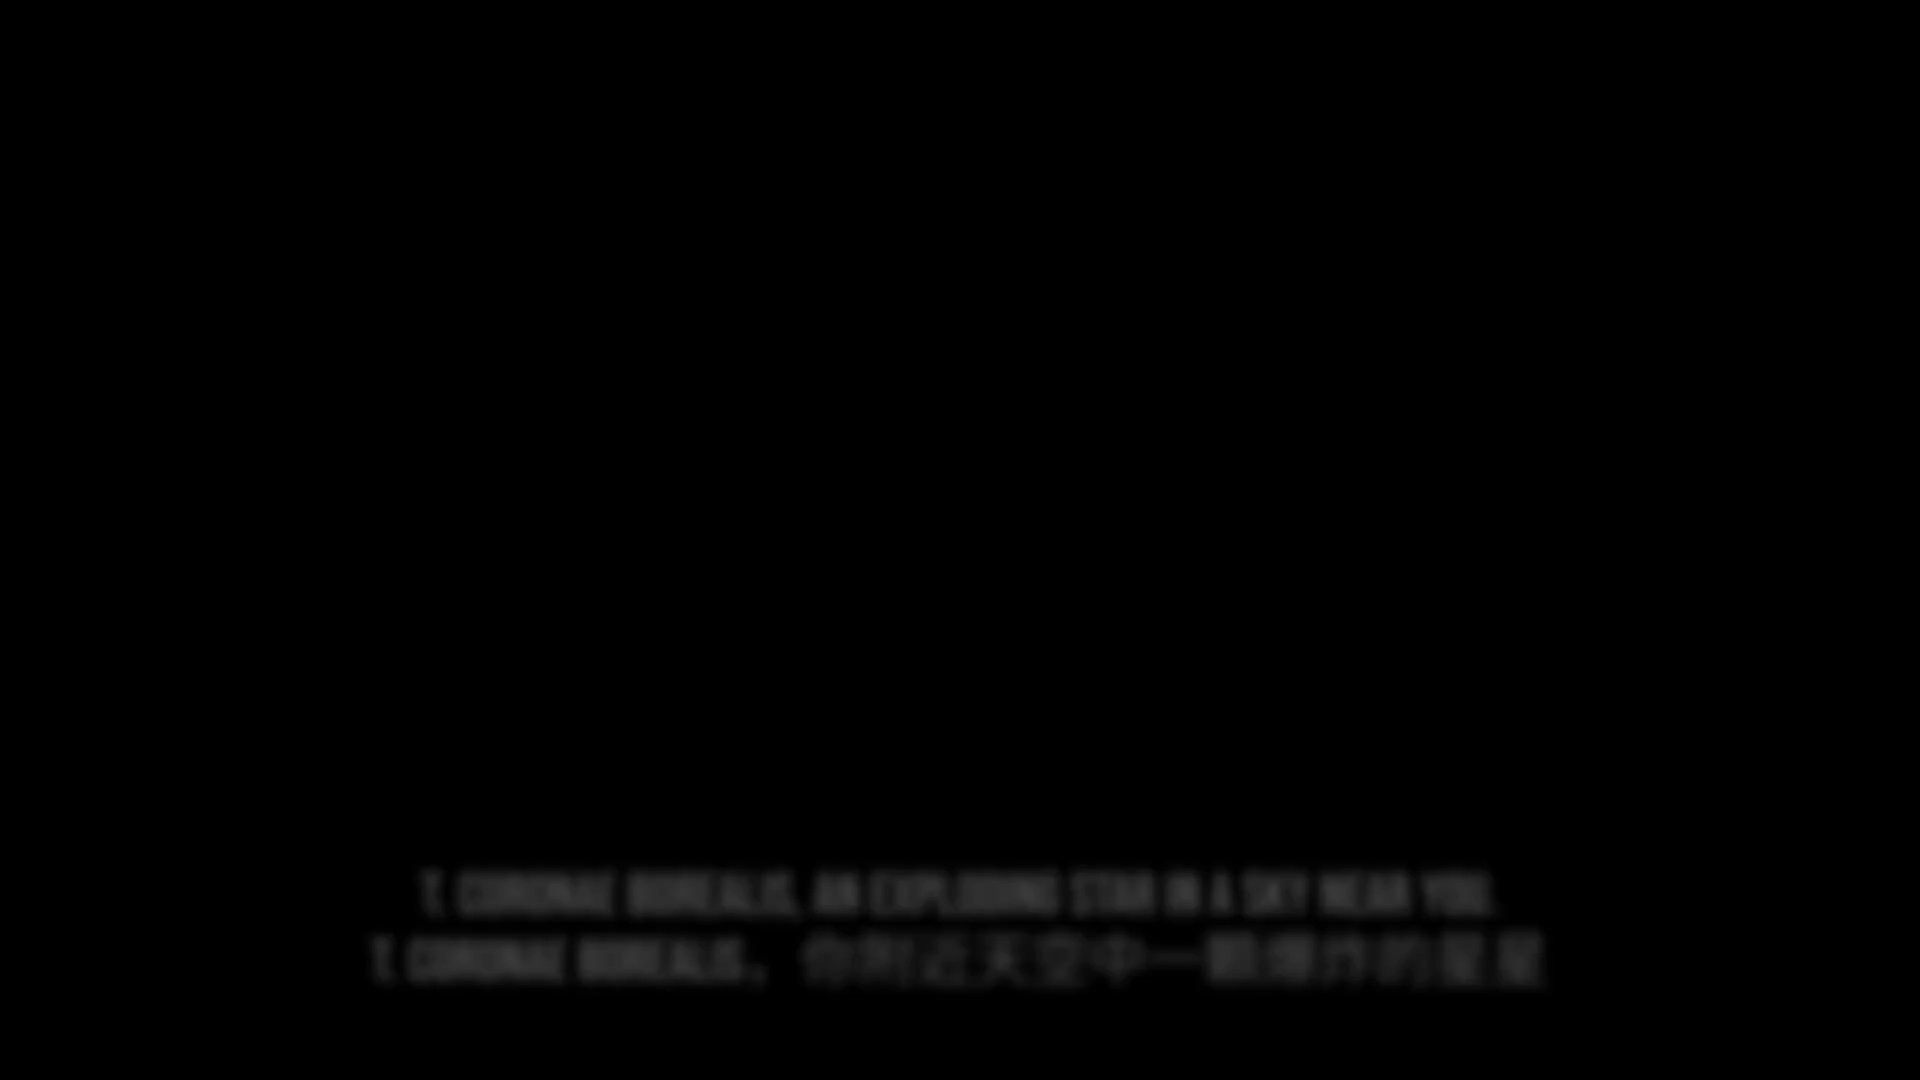 T. CORONAE BOREALIS, AN EXPLODING STAR IN A SKY NEAR YOU.
T. CORONAE BOREALIS，你附近天空中一顆爆炸的星星